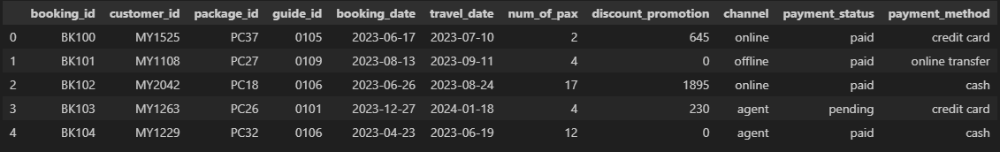 booking_id customer_id package_id guide_id booking_date travel_date num_of_pax discount_promotion channel payment_status payment_method
0 BK100 MY1525 PC37 0105 2023-06-17 2023-07-10 2 645 online paid credit card
1 BK101 MY1108 PC27 0109 2023-08-13 2023-09-11 4 0 offline paid online transfer
2 BK102 MY2042 PC18 0106 2023-06-26 2023-08-24 17 1895 online paid cash
3 BK103 MY1263 PC26 0101 2023-12-27 2024-01-18 4 230 agent pending credit card
4 BK104 MY1229 PC32 0106 2023-04-23 2023-06-19 12 0 agent paid cash